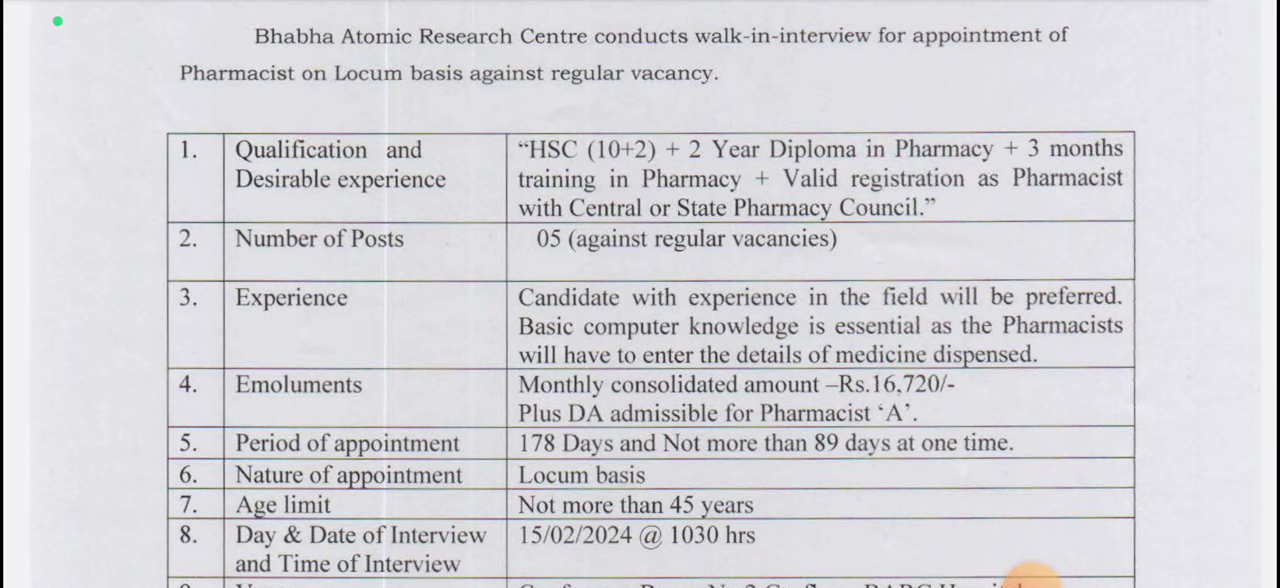 Bhabha Atomic Research Centre conducts walk-in-interview for appointment of
Pharmacist on Locum basis against regular vacancy.
1. Qualification and “HSC (10+2) + 2 Year Diploma in Pharmacy + 3 months
Desirable experience training in Pharmacy + Valid registration as Pharmacist
with Central or State Pharmacy Council.”
2. Number of Posts 05 (against regular vacancies)
3. Experience Candidate with experience in the field will be preferred.
Basic computer knowledge is essential as the Pharmacists
will have to enter the details of medicine dispensed.
4. Emoluments Monthly consolidated amount –Rs.16,720/-
Plus DA admissible for Pharmacist ‘A’.
5. Period of appointment 178 Days and Not more than 89 days at one time.
6. Nature of appointment Locum basis
7. Age limit Not more than 45 years
8. Day & Date of Interview 15/02/2024 @ 1030 hrs
and Time of Interview